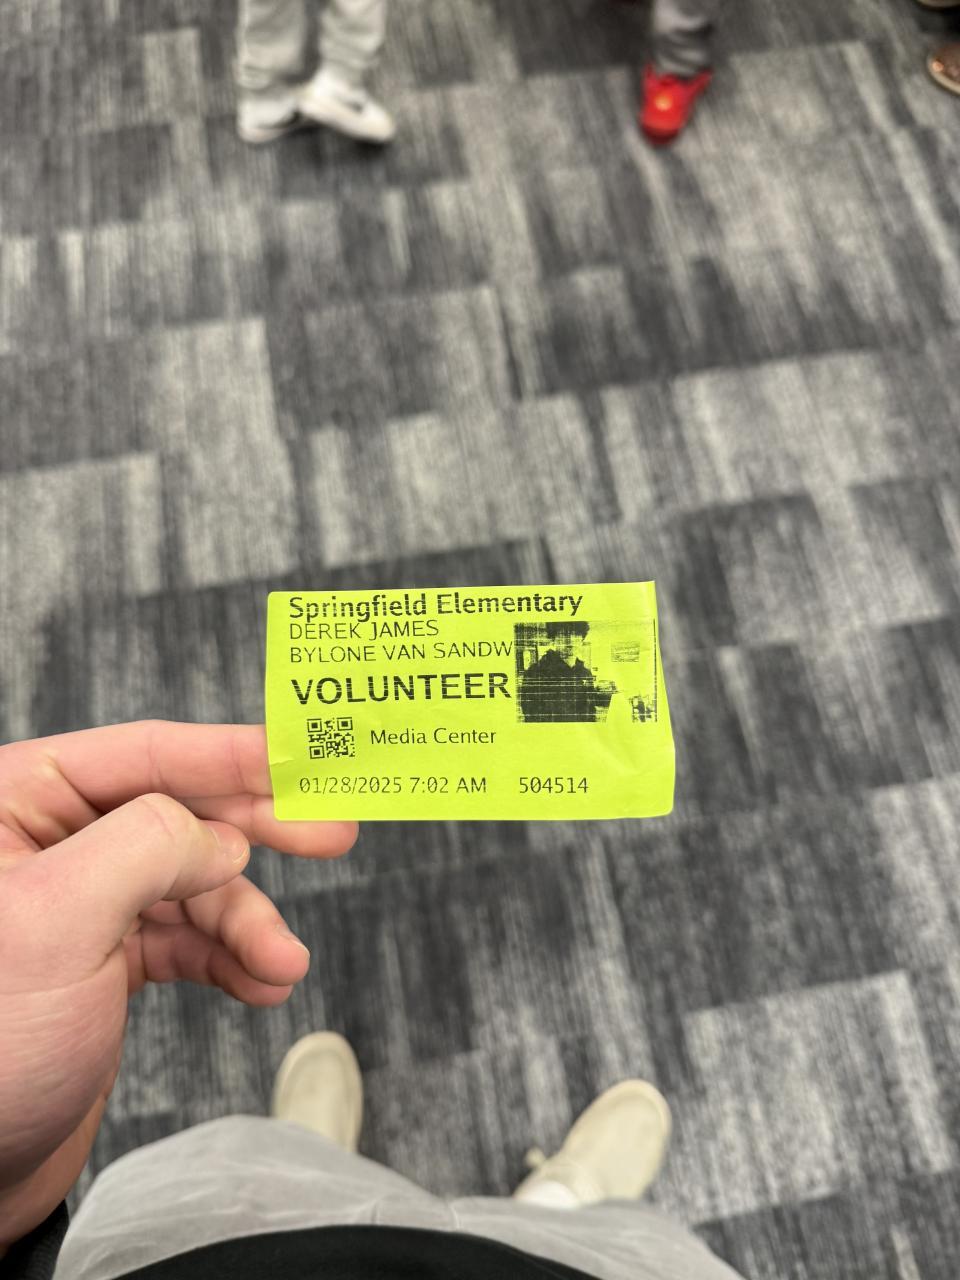 Springfield Elementary
DEREK JAMES
BYLONE VAN SANDW
VOLUNTEER
Media Center
01/28/2025 7:02 AM 504514